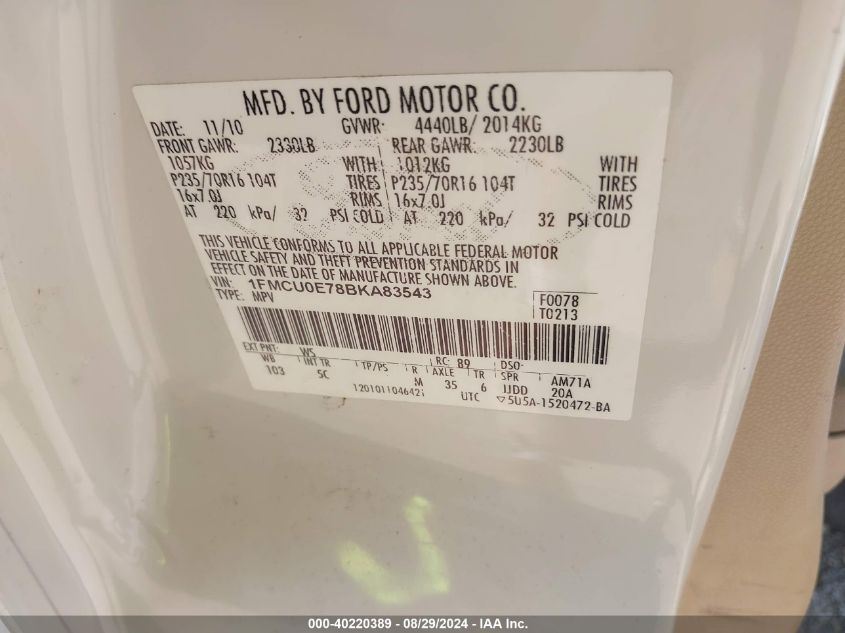 MFD. BY FORD MOTOR CO.
DATE: 11/10 GVWR: 4440LB/ 2014KG
FRONT GAWR: 2330LB REAR GAWR: 2230LB
1057KG WITH 1012KG WITH
P235/70R16 104T TIRES P235/70R16 104T TIRES
16x7.0J RIMS 16x7.0J RIMS
AT 220 kPa/ 32 PSI COLD AT 220 kPa/ 32 PSI COLD
THIS VEHICLE CONFORMS TO ALL APPLICABLE FEDERAL MOTOR
VEHICLE SAFETY AND THEFT PREVENTION STANDARDS IN
EFFECT ON THE DATE OF MANUFACTURE SHOWN ABOVE.
VIN: 1FMCU0E78BKA83543 F0078
TYPE: MPV T0213
EXT PNT: WS RC: 89 DSO:
WB INT TR TP/PS R AXLE TR SPR AM71A
103 5C M 35 6 JJDD 20A
UTC ▽5U5A-1520472-BA
000-40220389 - 08/29/2024 - IAA Inc.